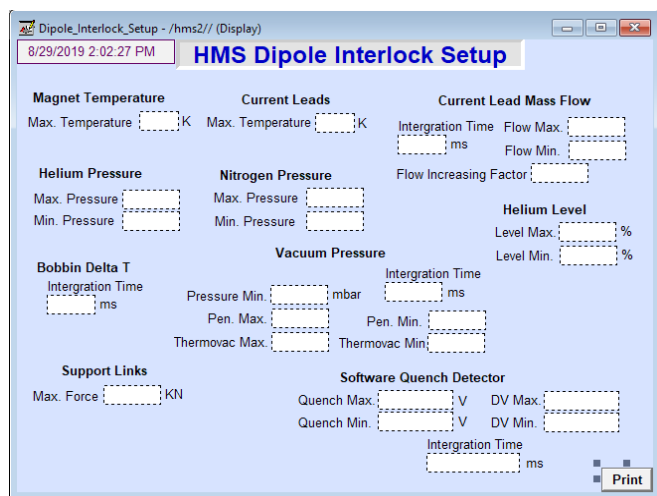 Dipole_Interlock_Setup - /hms2// (Display)
8/29/2019 2:02:27 PM HMS Dipole Interlock Setup
Magnet Temperature
Max. Temperature K
Current Leads
Max. Temperature K
Current Lead Mass Flow
Intergration Time Flow Max.
ms Flow Min.
Flow Increasing Factor
Helium Pressure
Max. Pressure
Min. Pressure
Nitrogen Pressure
Max. Pressure
Min. Pressure
Helium Level
Level Max. %
Level Min. %
Bobbin Delta T
Intergration Time
ms
Vacuum Pressure
Intergration Time
Pressure Min. mbar ms
Pen. Max. Pen. Min.
Thermovac Max. Thermovac Min
Support Links
Max. Force KN
Software Quench Detector
Quench Max. V DV Max.
Quench Min. V DV Min.
Intergration Time
ms
Print